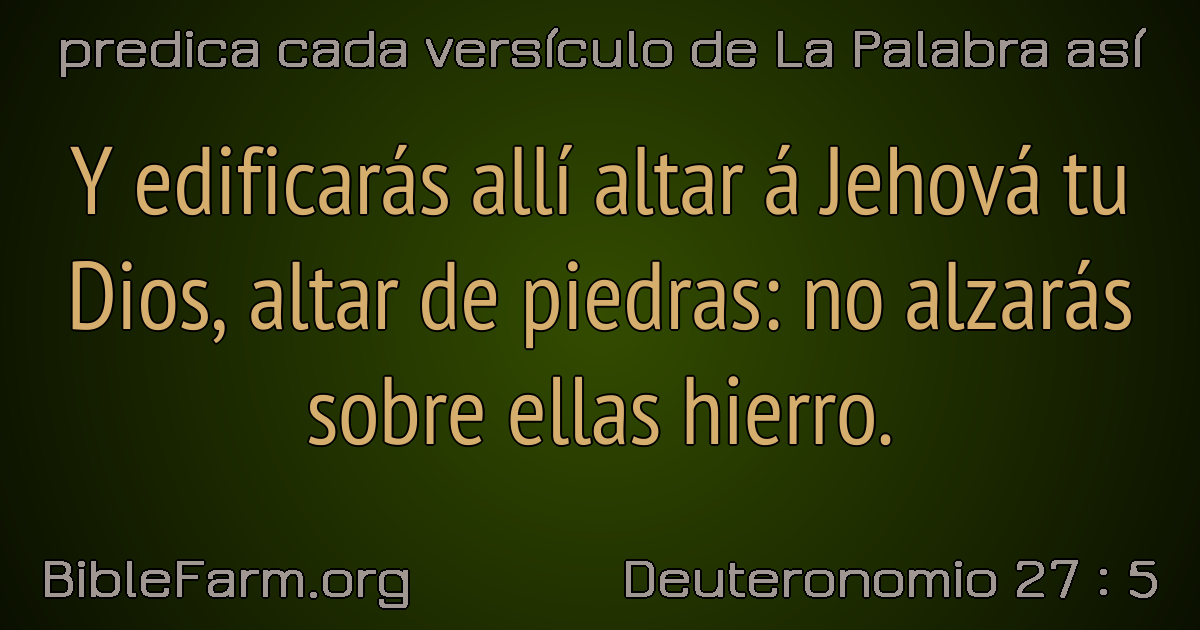 predica cada versículo de La Palabra así
Y edificarás allí altar á Jehová tu
Dios, altar de piedras: no alzarás
sobre ellas hierro.
BibleFarm.org
Deuteronomio 27 : 5